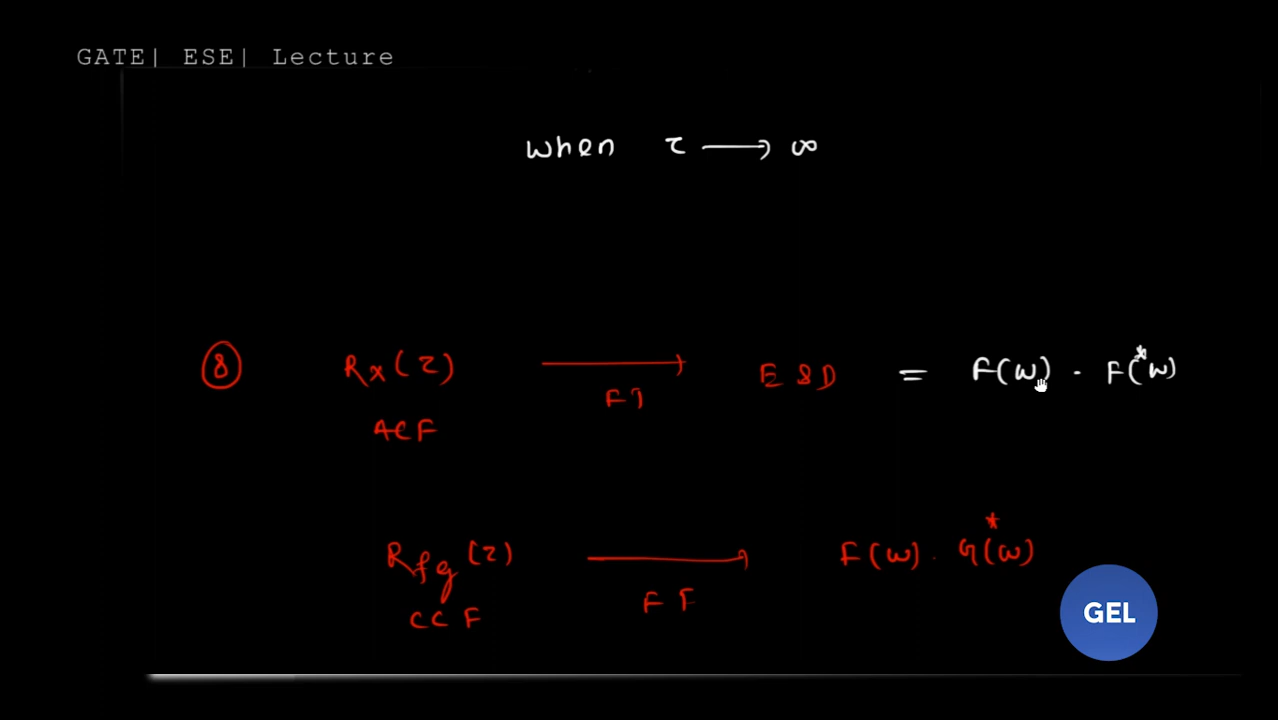 GATE| ESE| Lecture
when τ ⟶ ∞
⑧ Rx(τ) ⟶ ESD = F(ω) · F*(ω)
FT
ACF
Rfg(τ) ⟶ F(ω) · G*(ω)
FT
CCF
GEL